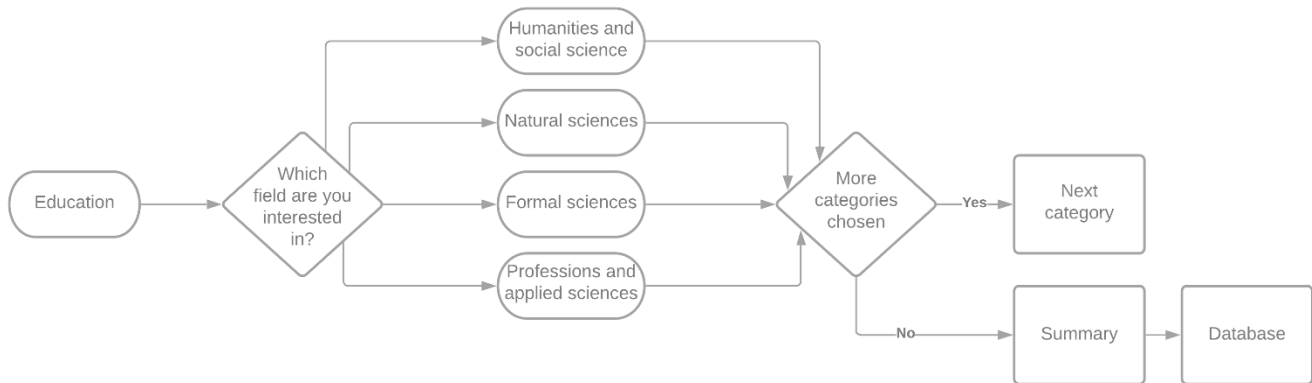 Education
Which
field are you
interested
in?
Humanities and
social science
Natural sciences
Formal sciences
Professions and
applied sciences
More
categories
chosen
Yes
Next
category
No
Summary
Database